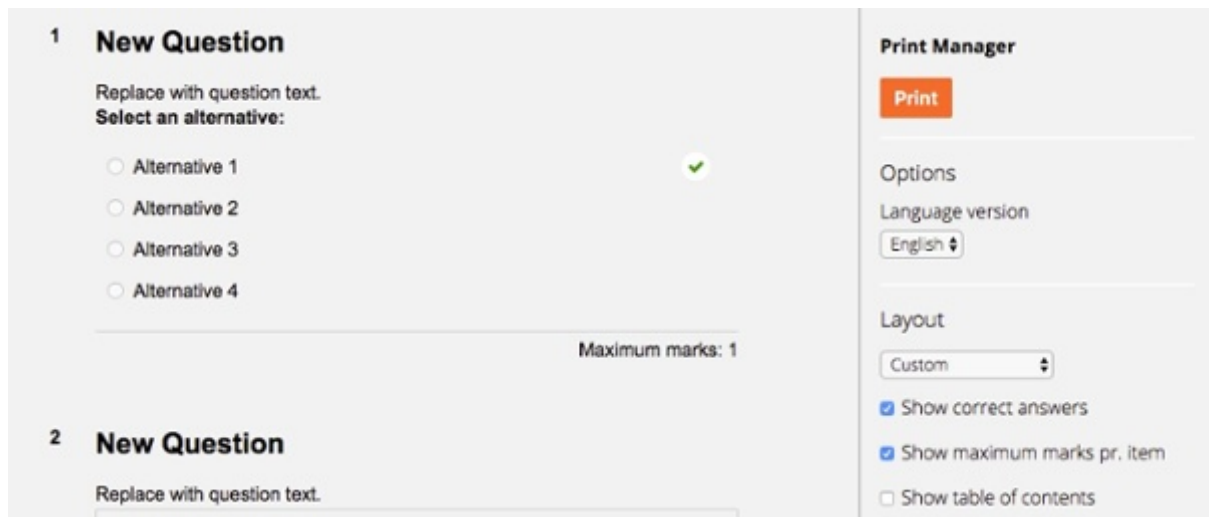 1 New Question
Replace with question text.
Select an alternative:
Alternative 1
Alternative 2
Alternative 3
Alternative 4
Maximum marks: 1
2 New Question
Replace with question text.
Print Manager
Print
Options
Language version
English
Layout
Custom
Show correct answers
Show maximum marks pr. item
Show table of contents